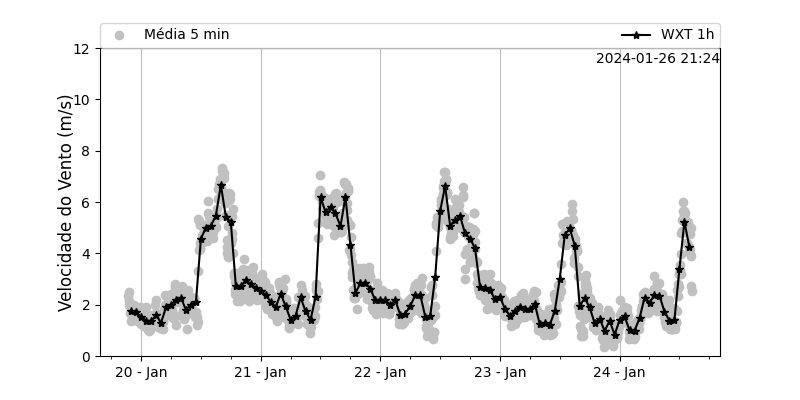 Média 5 min
WXT 1h
2024-01-26 21:24
Velocidade do Vento (m/s)
12
10
8
6
4
2
0
20 - Jan
21 - Jan
22 - Jan
23 - Jan
24 - Jan